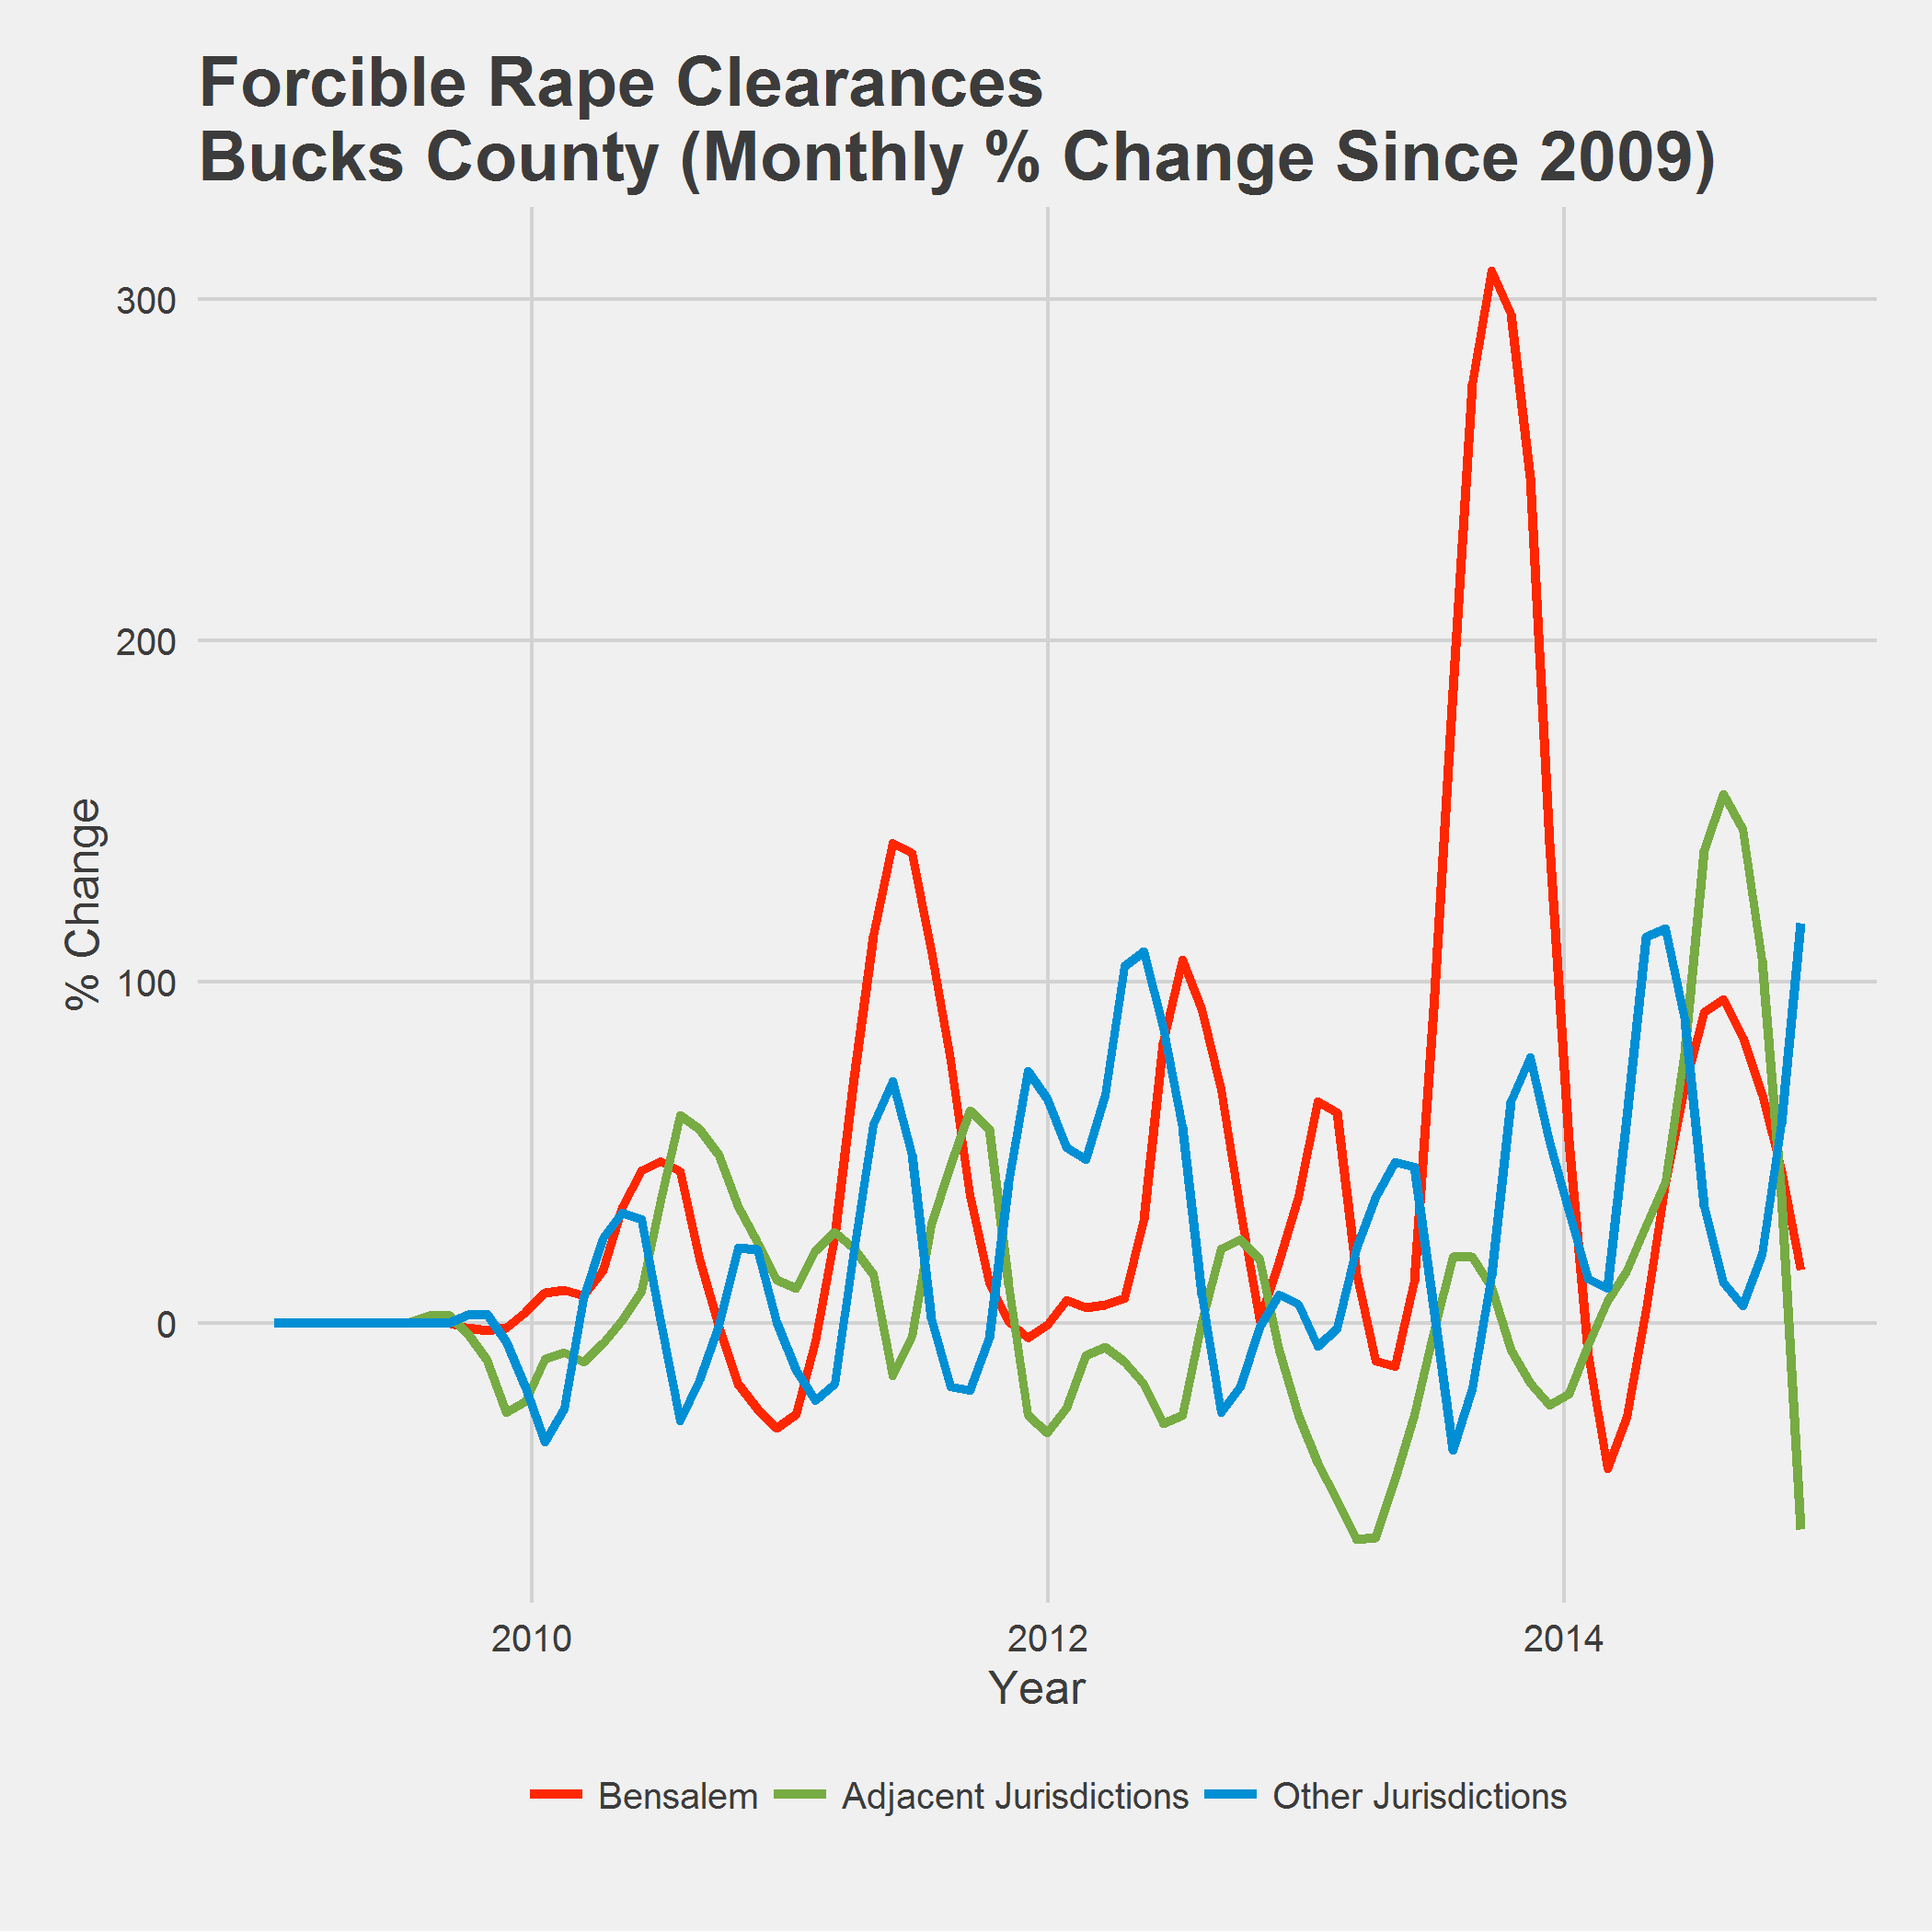 Forcible Rape Clearances
Bucks County (Monthly % Change Since 2009)
300
200
100
0
% Change
2010 2012 2014
Year
Bensalem Adjacent Jurisdictions Other Jurisdictions